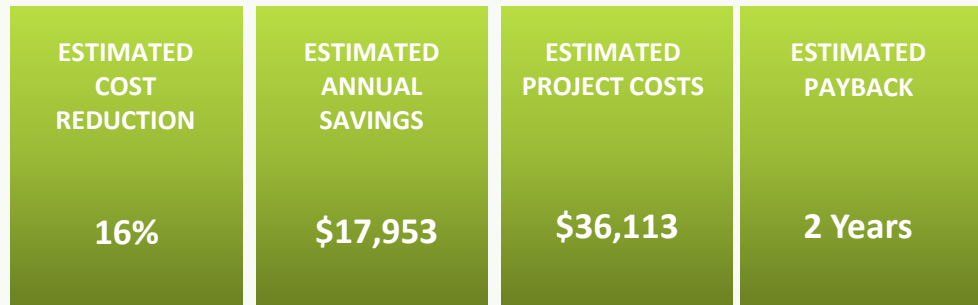 ESTIMATED
COST
REDUCTION
16%
ESTIMATED
ANNUAL
SAVINGS
$17,953
ESTIMATED
PROJECT COSTS
$36,113
ESTIMATED
PAYBACK
2 Years